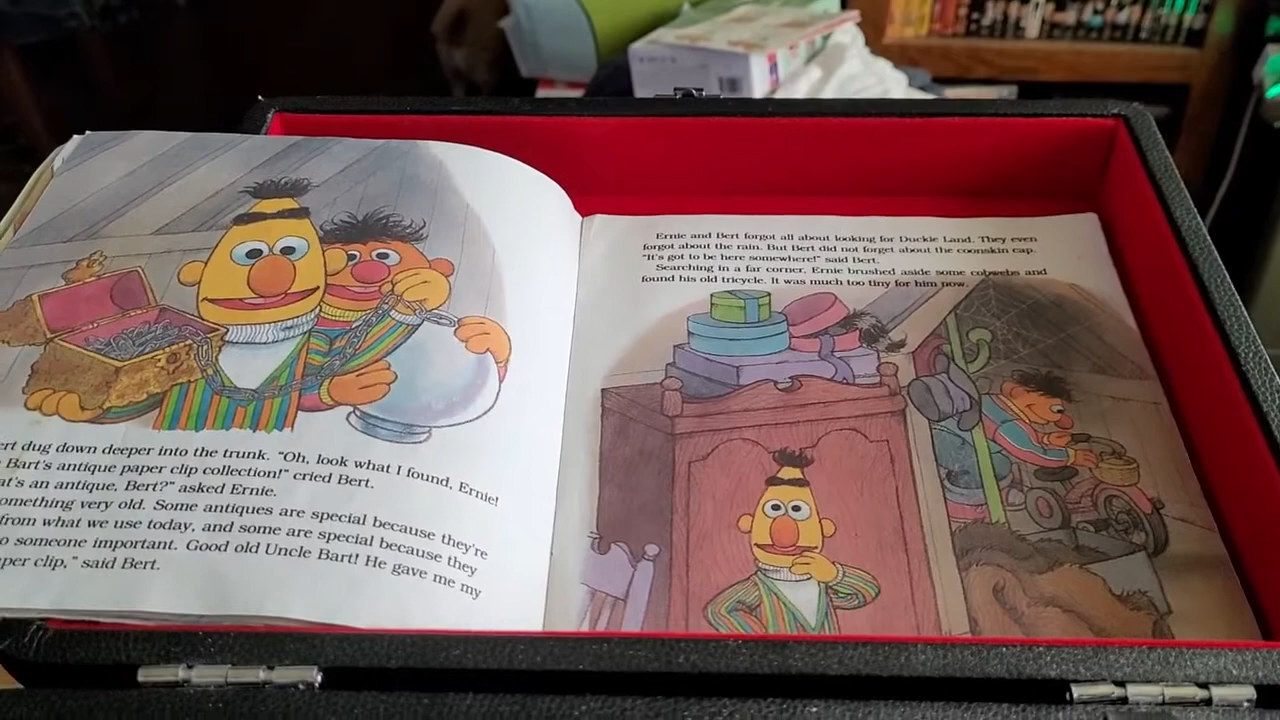 ert dug down deeper into the trunk. "Oh, look what I found, Ernie!
Bart's antique paper clip collection!" cried Bert.
at's an antique, Bert?" asked Ernie.
omething very old. Some antiques are special because they're
from what we use today, and some are special because they
o someone important. Good old Uncle Bart! He gave me my
per clip," said Bert.
Ernie and Bert forgot all about looking for Duckie Land. They even
forgot about the rain. But Bert did not forget about the coonskin cap.
"It's got to be here somewhere!" said Bert.
Searching in a far corner, Ernie brushed aside some cobwebs and
found his old tricycle. It was much too tiny for him now.